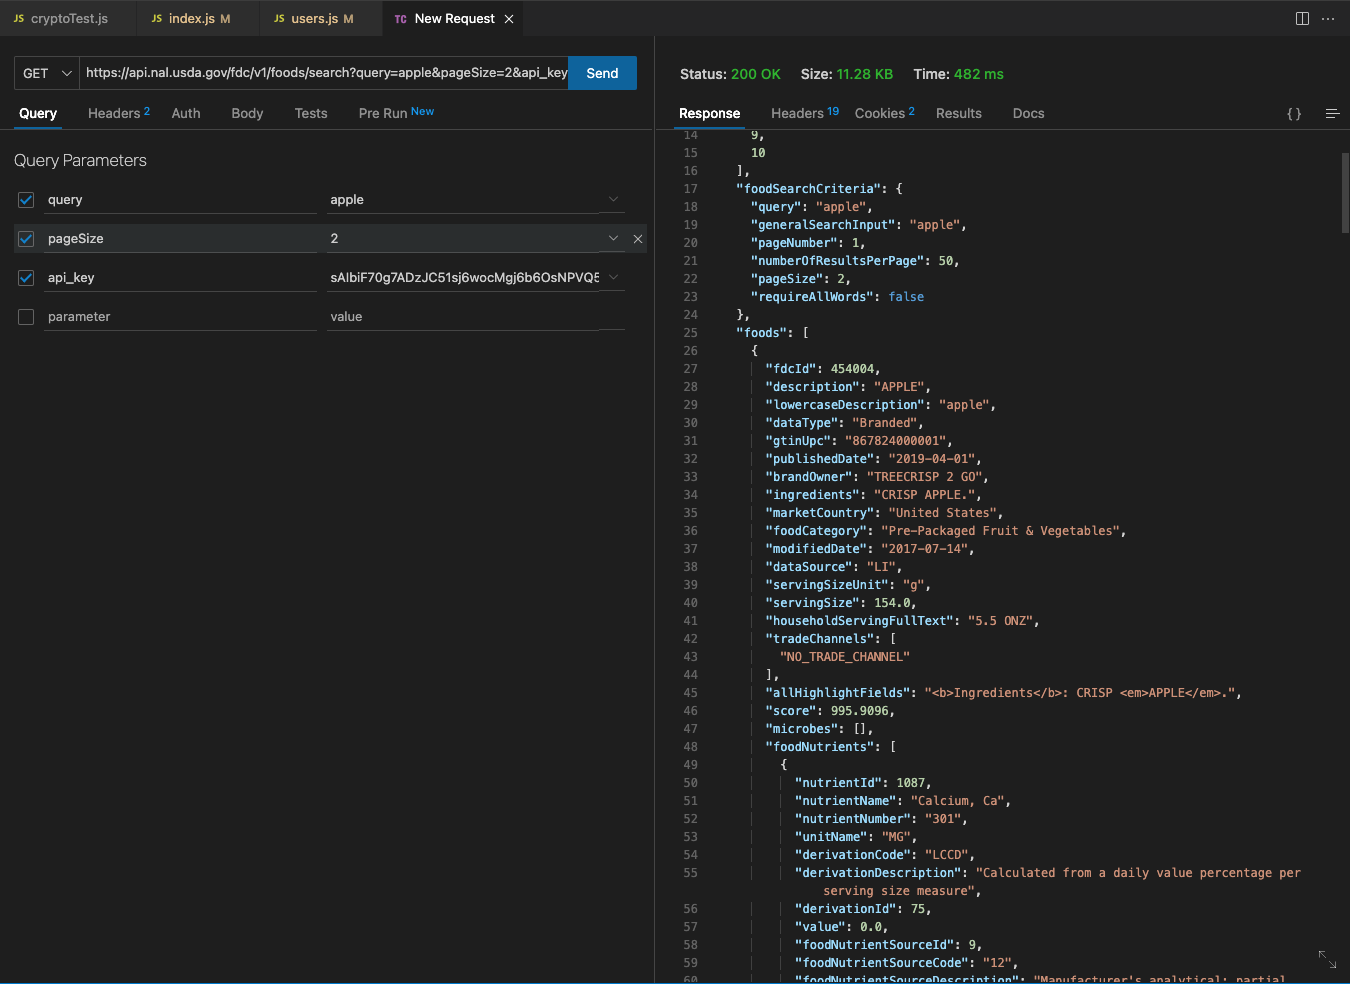 JS cryptoTest.js JS index.js M JS users.js M TC New Request
GET https://api.nal.usda.gov/fdc/v1/foods/search?query=apple&pageSize=2&api_key Send
Query Headers 2 Auth Body Tests Pre Run New
Query Parameters
query apple
pageSize 2
api_key sAIbiF70g7ADzJC51sj6wocMgj6b6OsNPVQ5
parameter value
Status: 200 OK Size: 11.28 KB Time: 482 ms
Response Headers 19 Cookies 2 Results Docs { }
14 9,
15 10
16 ],
17 "foodSearchCriteria": {
18 "query": "apple",
19 "generalSearchInput": "apple",
20 "pageNumber": 1,
21 "numberOfResultsPerPage": 50,
22 "pageSize": 2,
23 "requireAllWords": false
24 },
25 "foods": [
26 {
27 "fdcId": 454004,
28 "description": "APPLE",
29 "lowercaseDescription": "apple",
30 "dataType": "Branded",
31 "gtinUpc": "867824000001",
32 "publishedDate": "2019-04-01",
33 "brandOwner": "TREECRISP 2 GO",
34 "ingredients": "CRISP APPLE.",
35 "marketCountry": "United States",
36 "foodCategory": "Pre-Packaged Fruit & Vegetables",
37 "modifiedDate": "2017-07-14",
38 "dataSource": "LI",
39 "servingSizeUnit": "g",
40 "servingSize": 154.0,
41 "householdServingFullText": "5.5 ONZ",
42 "tradeChannels": [
43 "NO_TRADE_CHANNEL"
44 ],
45 "allHighlightFields": "<b>Ingredients</b>: CRISP <em>APPLE</em>.",
46 "score": 995.9096,
47 "microbes": [],
48 "foodNutrients": [
49 {
50 "nutrientId": 1087,
51 "nutrientName": "Calcium, Ca",
52 "nutrientNumber": "301",
53 "unitName": "MG",
54 "derivationCode": "LCCD",
55 "derivationDescription": "Calculated from a daily value percentage per
serving size measure",
56 "derivationId": 75,
57 "value": 0.0,
58 "foodNutrientSourceId": 9,
59 "foodNutrientSourceCode": "12",
60 "foodNutrientSourceDescription": "Manufacturer's analytical; partial